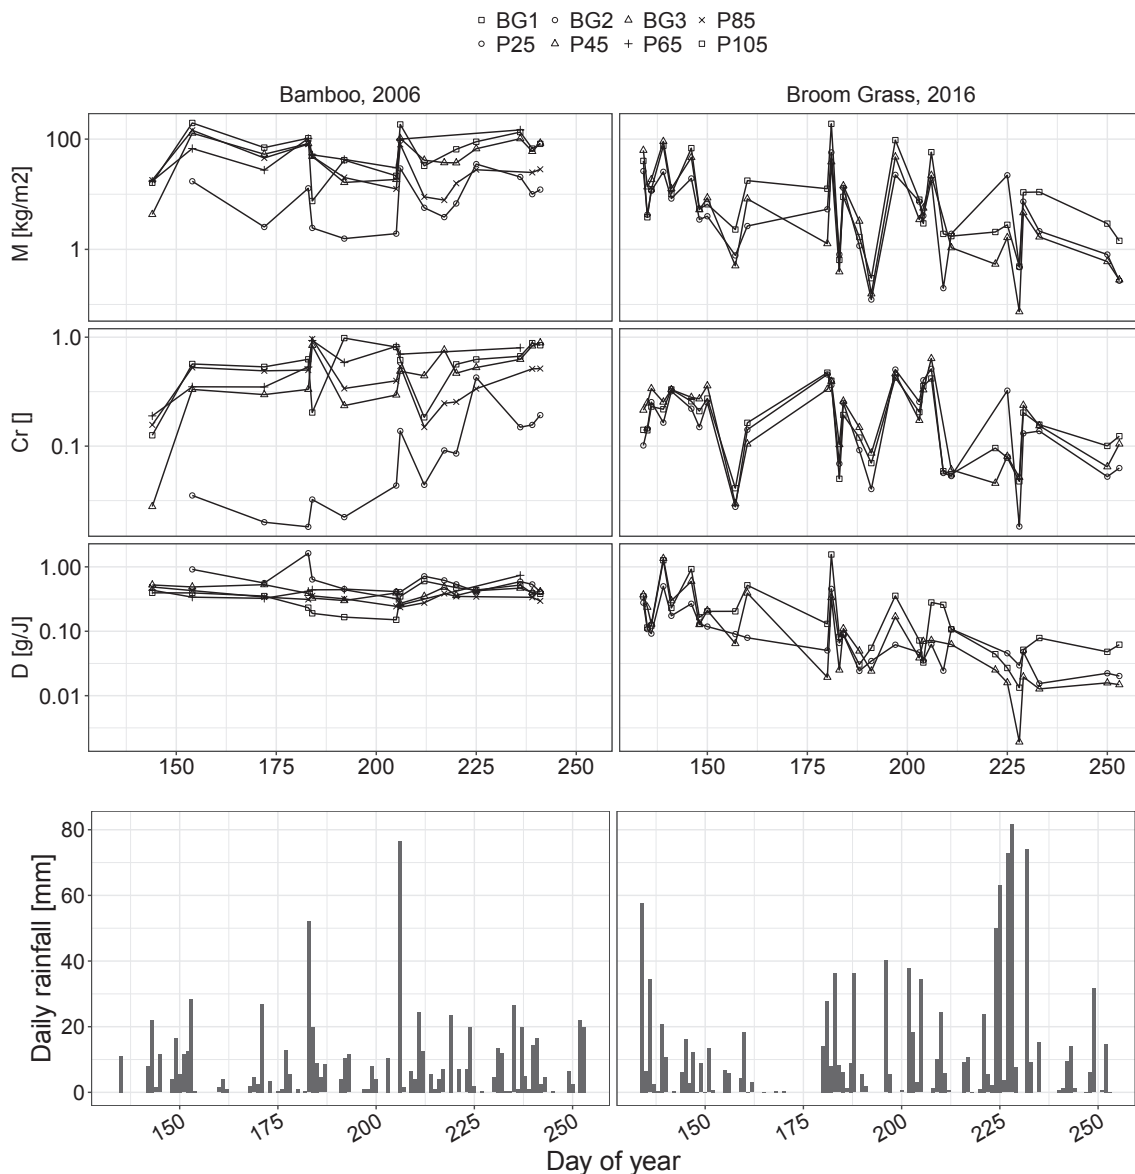 BG1 BG2 BG3 P85
P25 P45 P65 P105
Bamboo, 2006 Broom Grass, 2016
M [kg/m2]
100
1
Cr []
1.0
0.1
D [g/J]
1.00
0.10
0.01
150 175 200 225 250 150 175 200 225 250
Daily rainfall [mm]
80
60
40
20
0
150 175 200 225 250 150 175 200 225 250
Day of year